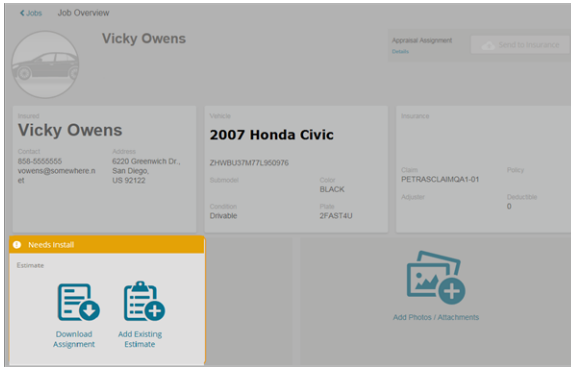 Jobs Job Overview
Vicky Owens
Appraisal Assignment
Details
Send to Insurance
Insured
Vicky Owens
Contact
858-5555555
vowens@somewhere.n
et
Address
6220 Greenwich Dr.,
San Diego,
US 92122
Vehicle
2007 Honda Civic
ZHWBU37M77L950976
Submodel
Color
BLACK
Condition
Drivable
Plate
2FAST4U
Insurance
Claim
PETRASCLAIMQA1-01
Policy
Adjuster
Deductible
0
Needs Install
Estimate
Download
Assignment
Add Existing
Estimate
Add Photos / Attachments